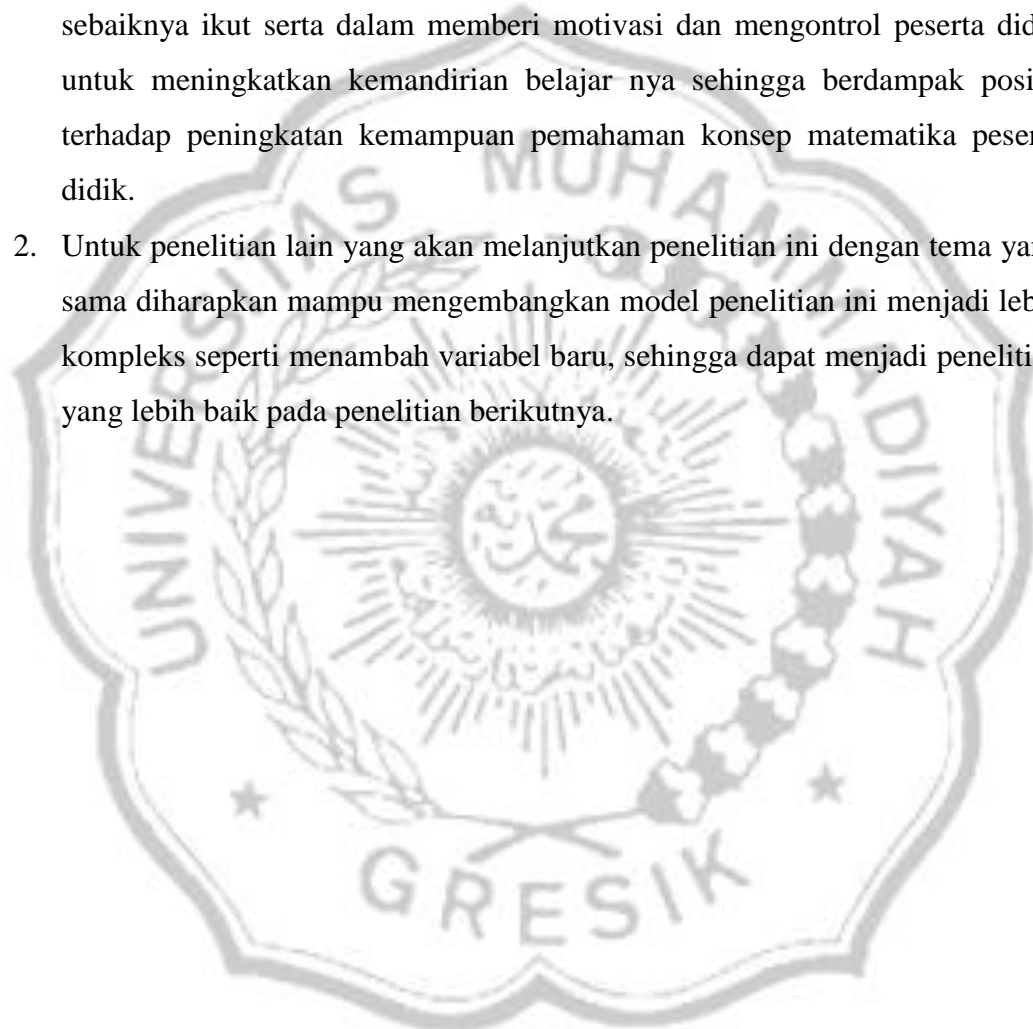 sebaiknya ikut serta dalam memberi motivasi dan mengontrol peserta did
untuk meningkatkan kemandirian belajar nya sehingga berdampak posi
terhadap peningkatan kemampuan pemahaman konsep matematika peser
didik.
2. Untuk penelitian lain yang akan melanjutkan penelitian ini dengan tema yan
sama diharapkan mampu mengembangkan model penelitian ini menjadi leb
kompleks seperti menambah variabel baru, sehingga dapat menjadi peneliti
yang lebih baik pada penelitian berikutnya.
UNIVERSITAS MUHAMMADIYAH
GRESIK